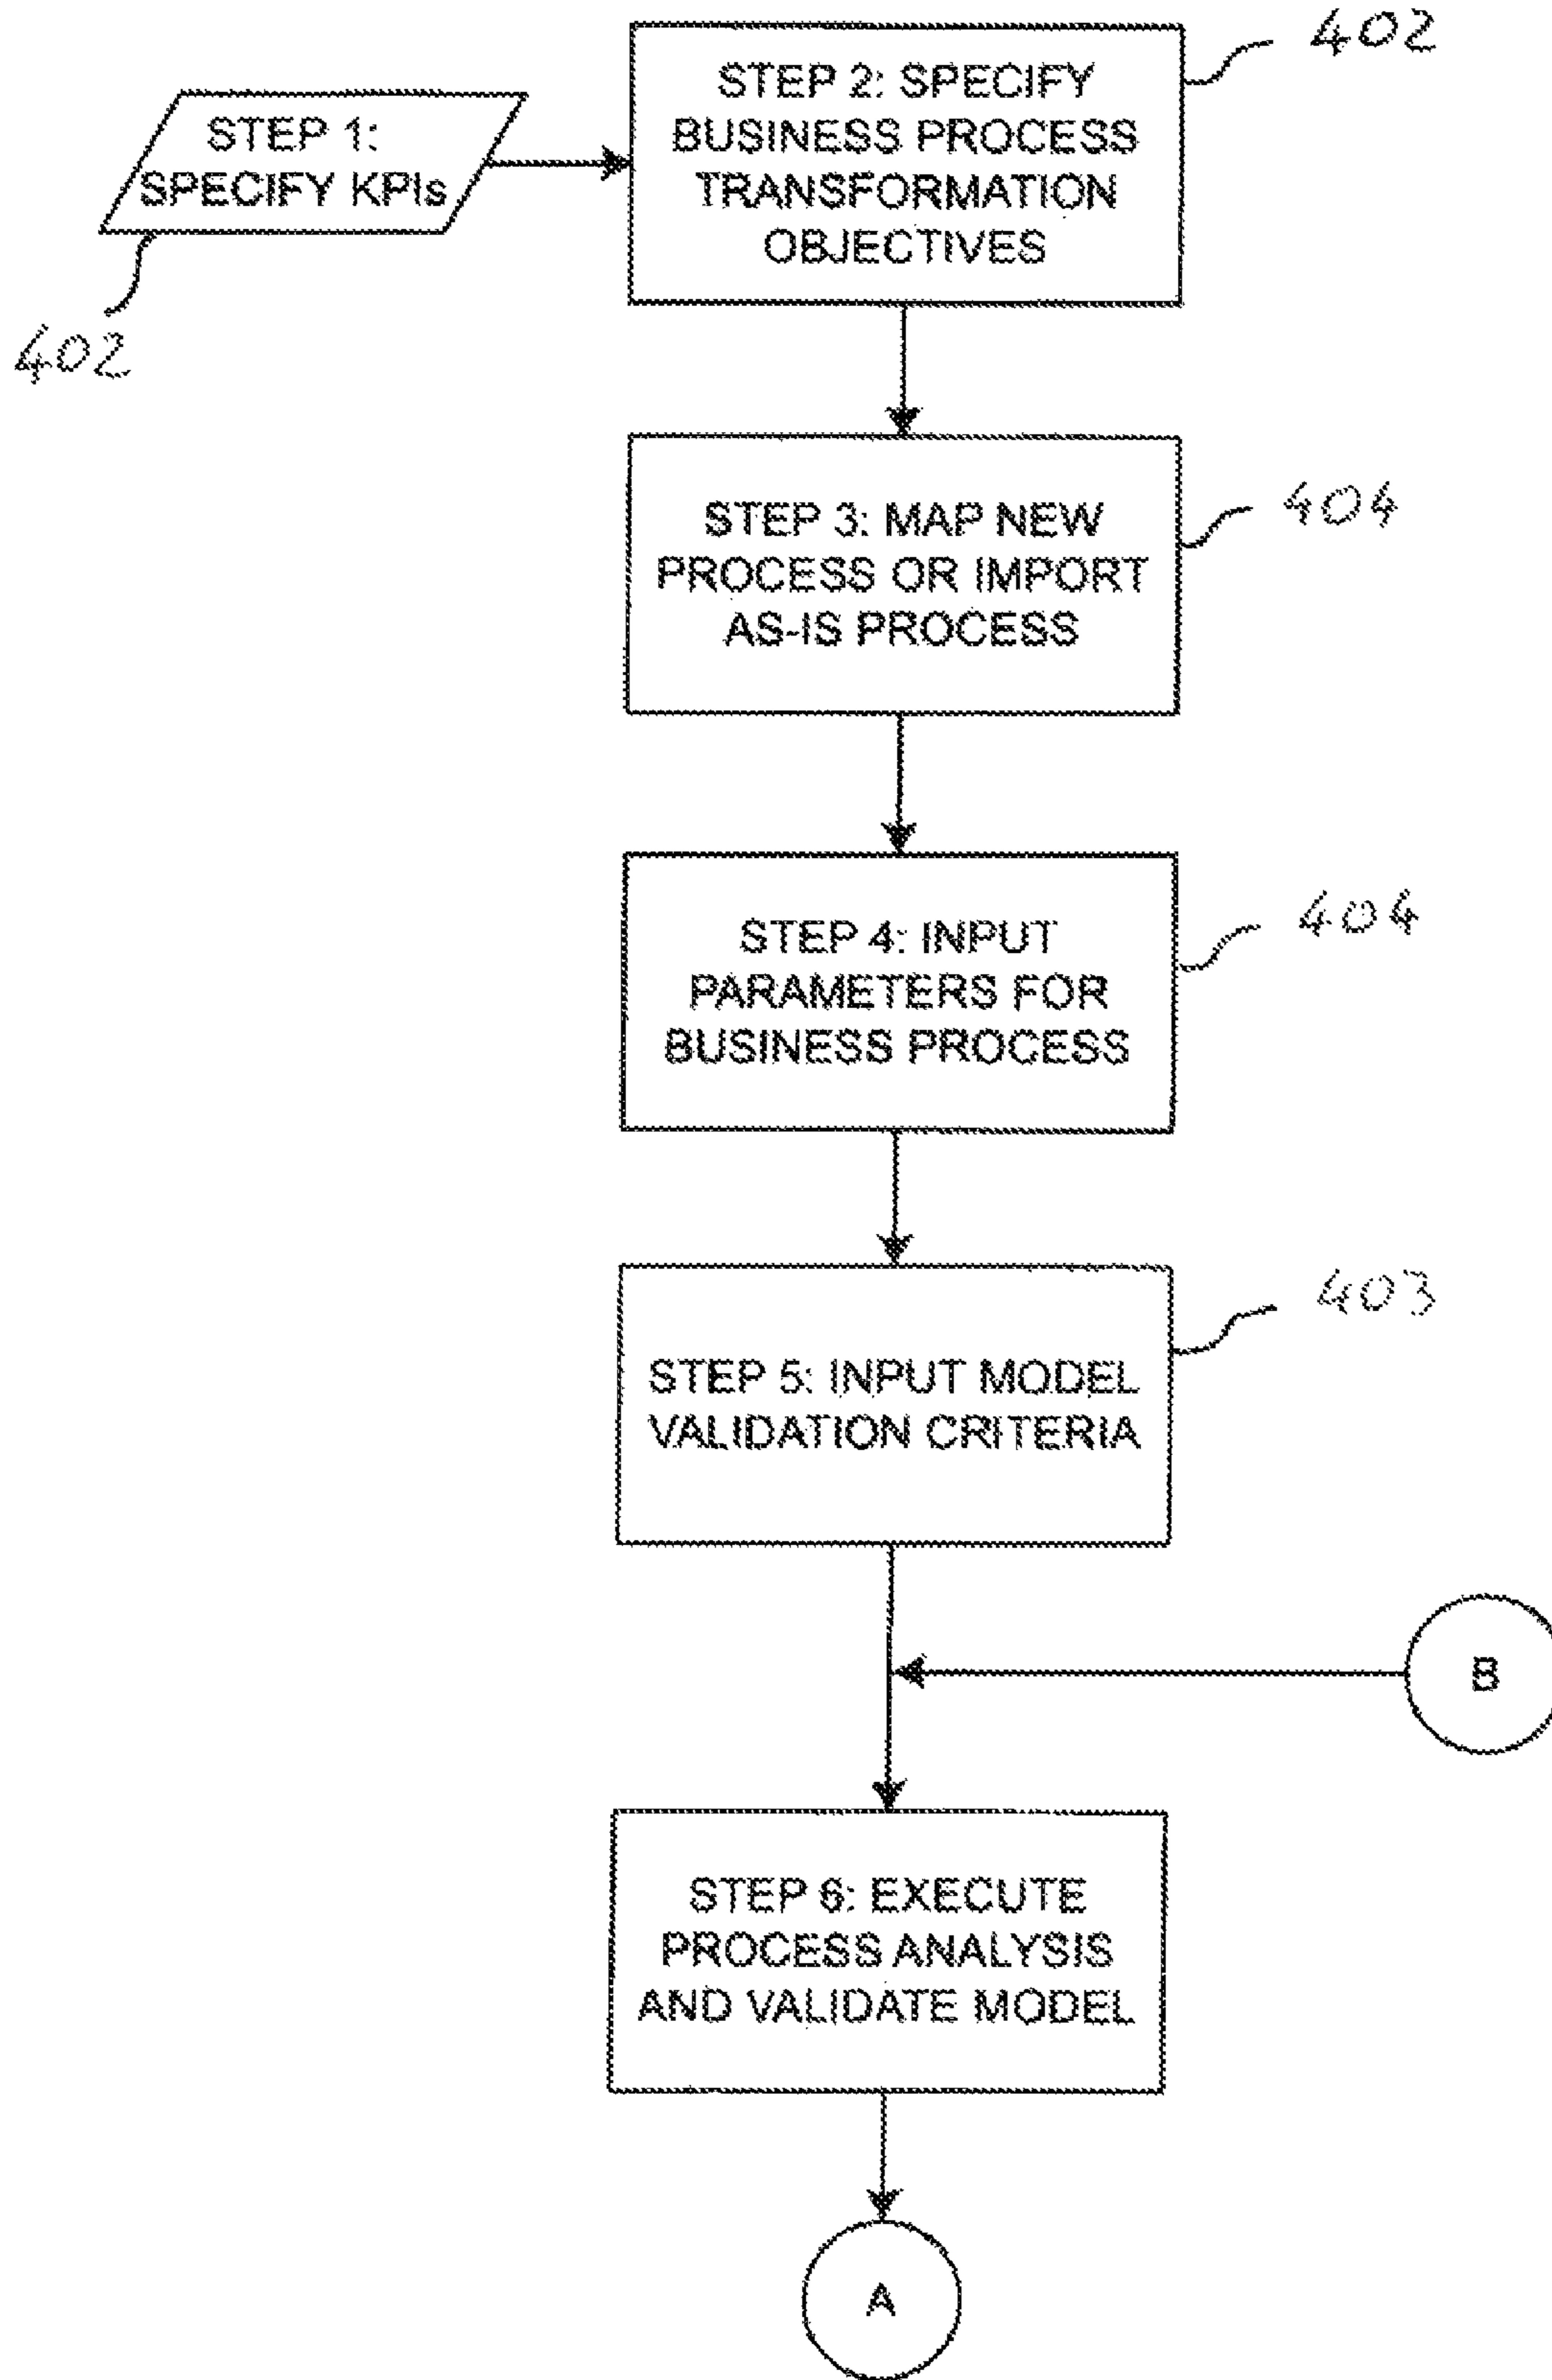 STEP 1:
SPECIFY KPIs
402
STEP 2: SPECIFY
BUSINESS PROCESS
TRANSFORMATION
OBJECTIVES
402
STEP 3: MAP NEW
PROCESS OR IMPORT
AS-IS PROCESS
404
STEP 4: INPUT
PARAMETERS FOR
BUSINESS PROCESS
404
STEP 5: INPUT MODEL
VALIDATION CRITERIA
403
B
STEP 6: EXECUTE
PROCESS ANALYSIS
AND VALIDATE MODEL
A